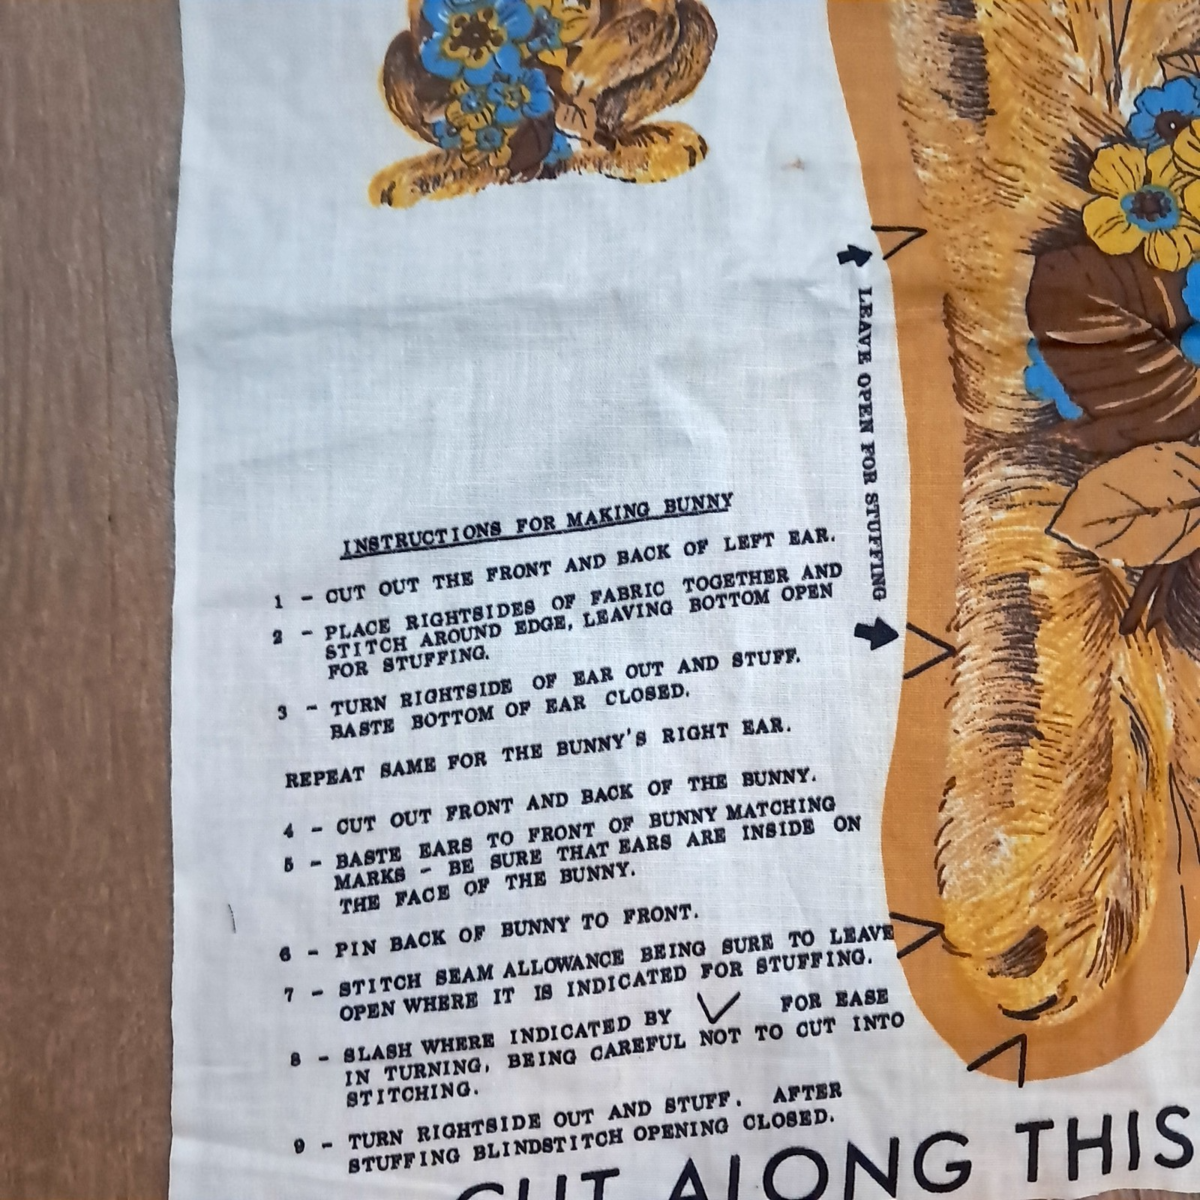 LEAVE OPEN FOR STUFFING
INSTRUCTIONS FOR MAKING BUNNY
1 - CUT OUT THE FRONT AND BACK OF LEFT EAR.
2 - PLACE RIGHTSIDES OF FABRIC TOGETHER AND
STITCH AROUND EDGE, LEAVING BOTTOM OPEN
FOR STUFFING.
3 - TURN RIGHTSIDE OF EAR OUT AND STUFF.
BASTE BOTTOM OF EAR CLOSED.
REPEAT SAME FOR THE BUNNY'S RIGHT EAR.
4 - CUT OUT FRONT AND BACK OF THE BUNNY.
5 - BASTE EARS TO FRONT OF BUNNY MATCHING
MARKS - BE SURE THAT EARS ARE INSIDE ON
THE FACE OF THE BUNNY.
6 - PIN BACK OF BUNNY TO FRONT.
7 - STITCH SEAM ALLOWANCE BEING SURE TO LEAVE
OPEN WHERE IT IS INDICATED FOR STUFFING.
8 - SLASH WHERE INDICATED BY FOR EASE
IN TURNING, BEING CAREFUL NOT TO CUT INTO
STITCHING.
9 - TURN RIGHTSIDE OUT AND STUFF. AFTER
STUFFING BLINDSTITCH OPENING CLOSED.
CUT ALONG THIS